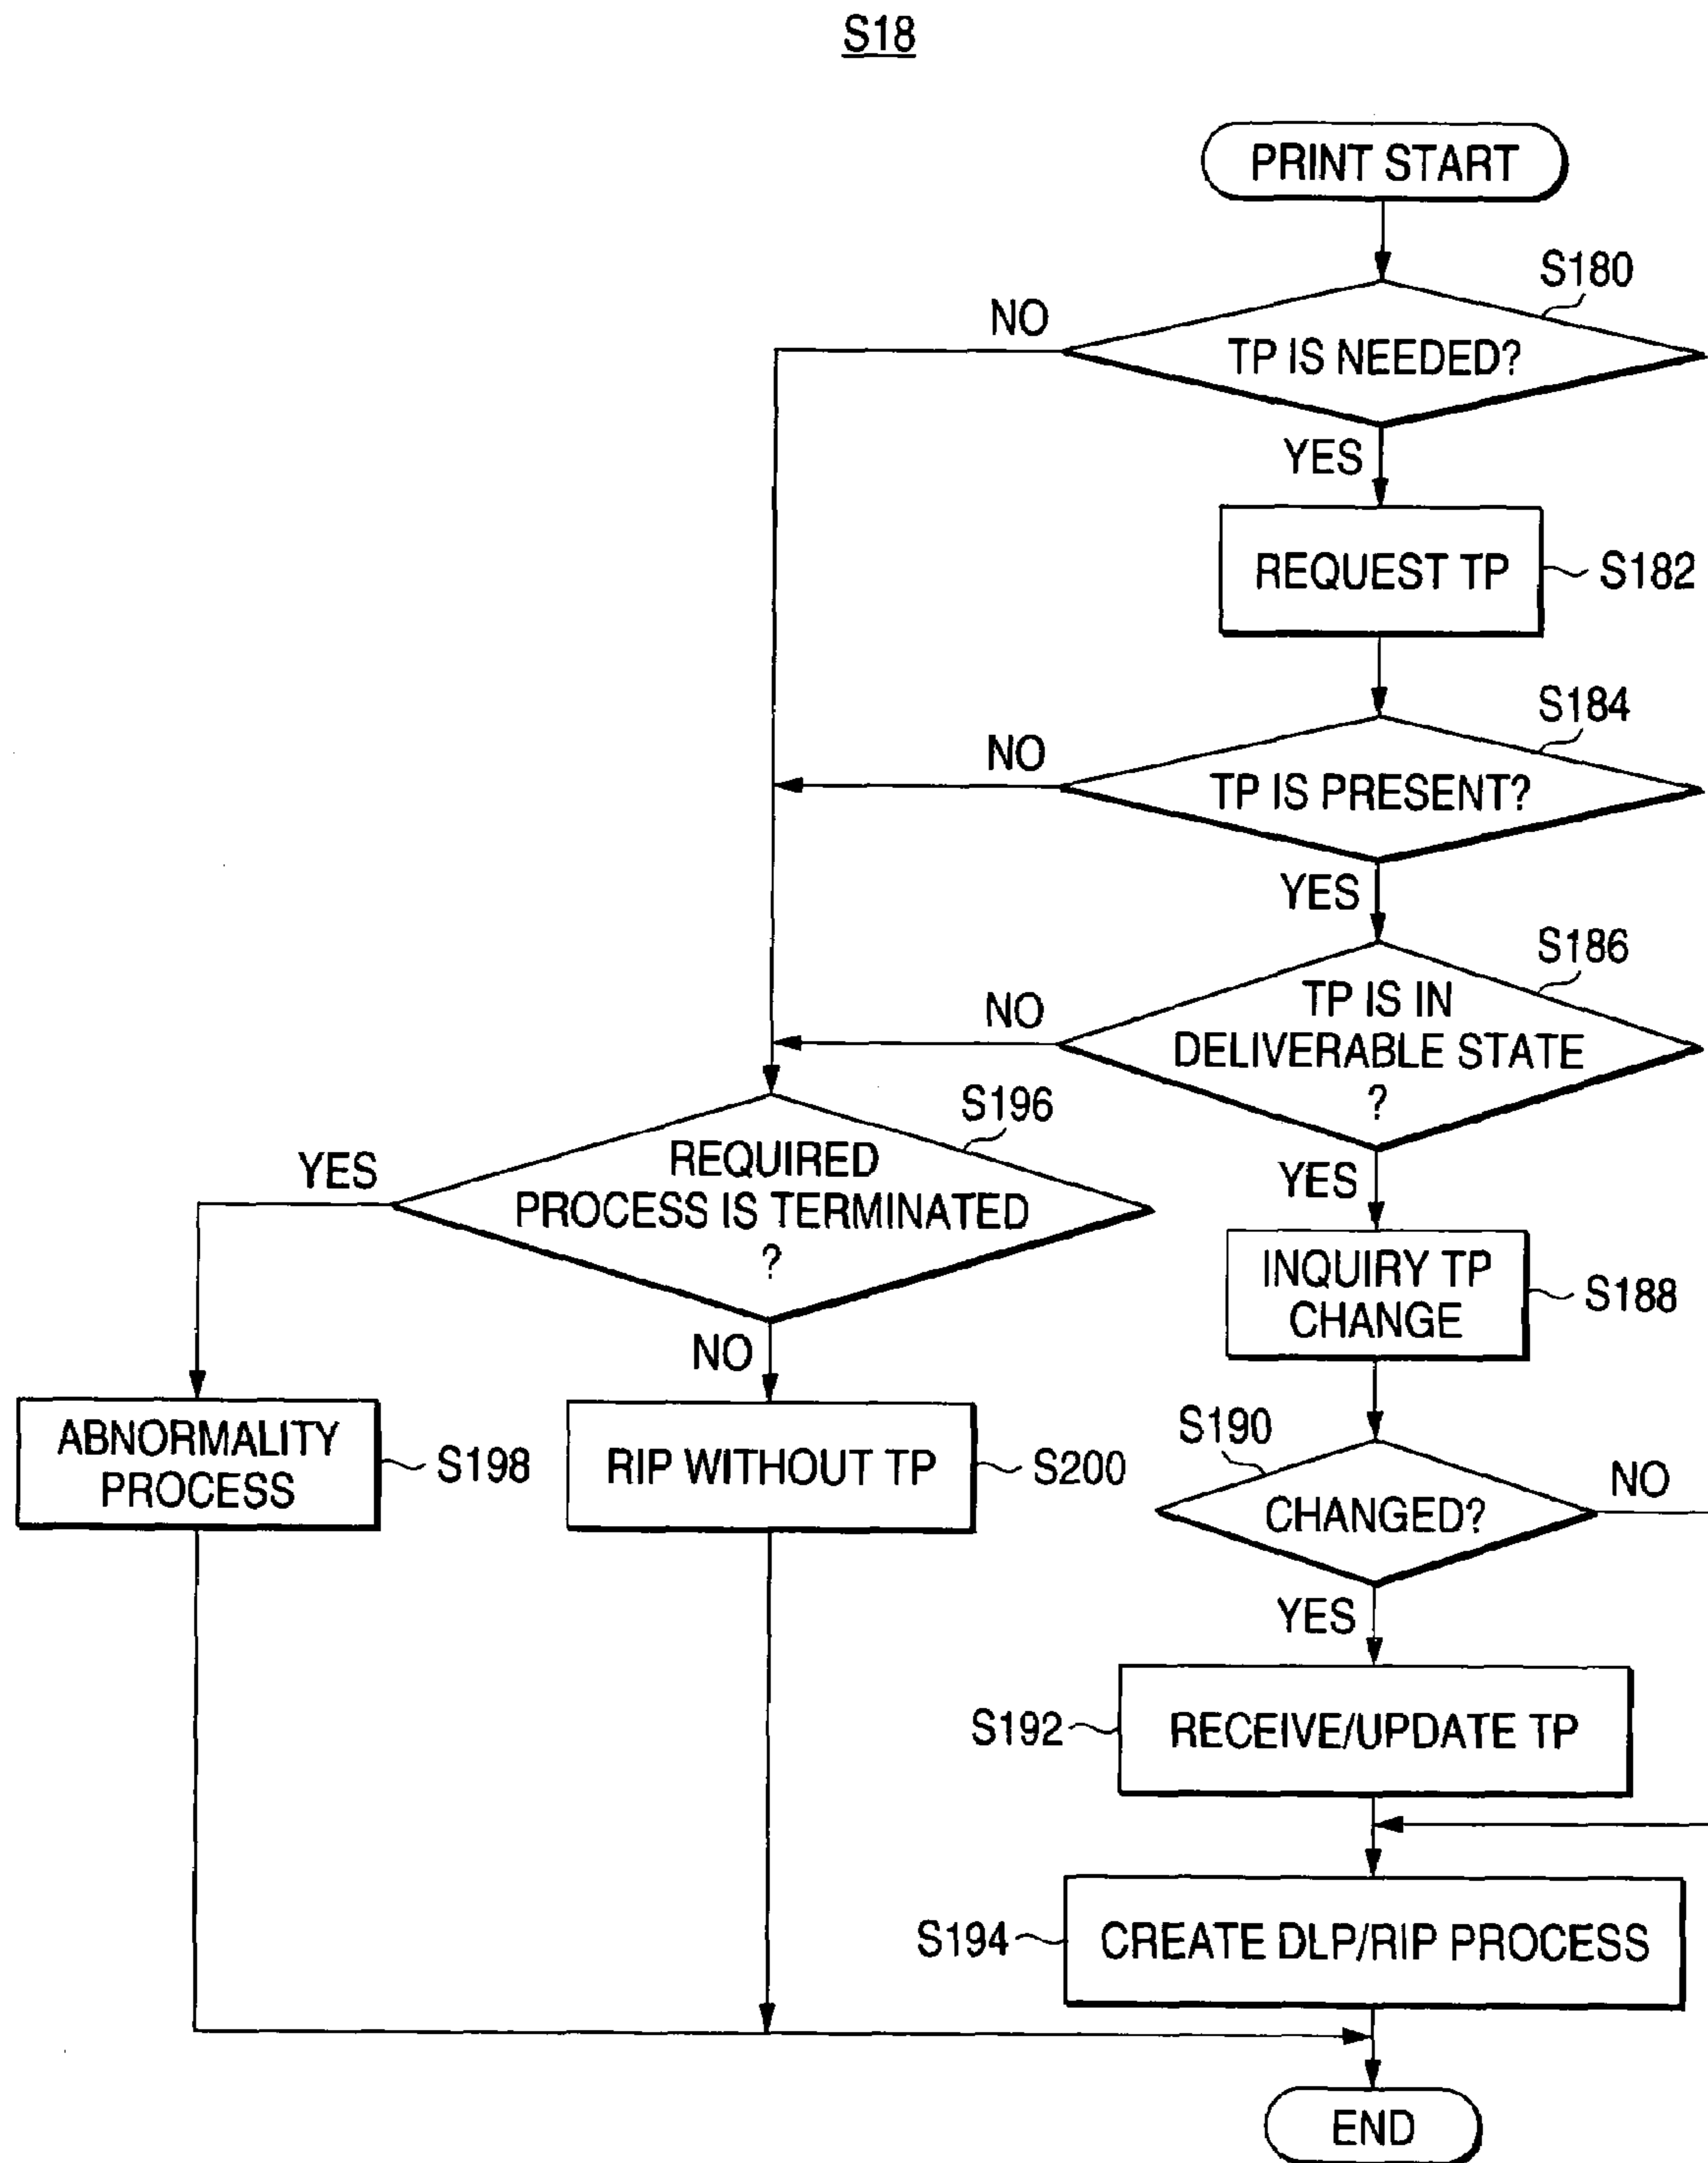 S18
PRINT START
S180
NO
TP IS NEEDED?
YES
REQUEST TP
S182
S184
NO
TP IS PRESENT?
YES
S186
NO
TP IS IN
DELIVERABLE STATE
?
S196
YES
REQUIRED
PROCESS IS TERMINATED
?
YES
INQUIRY TP
CHANGE
S188
NO
ABNORMALITY
PROCESS
S198
RIP WITHOUT TP
S200
S190
NO
CHANGED?
YES
S192
RECEIVE/UPDATE TP
S194
CREATE DLP/RIP PROCESS
END